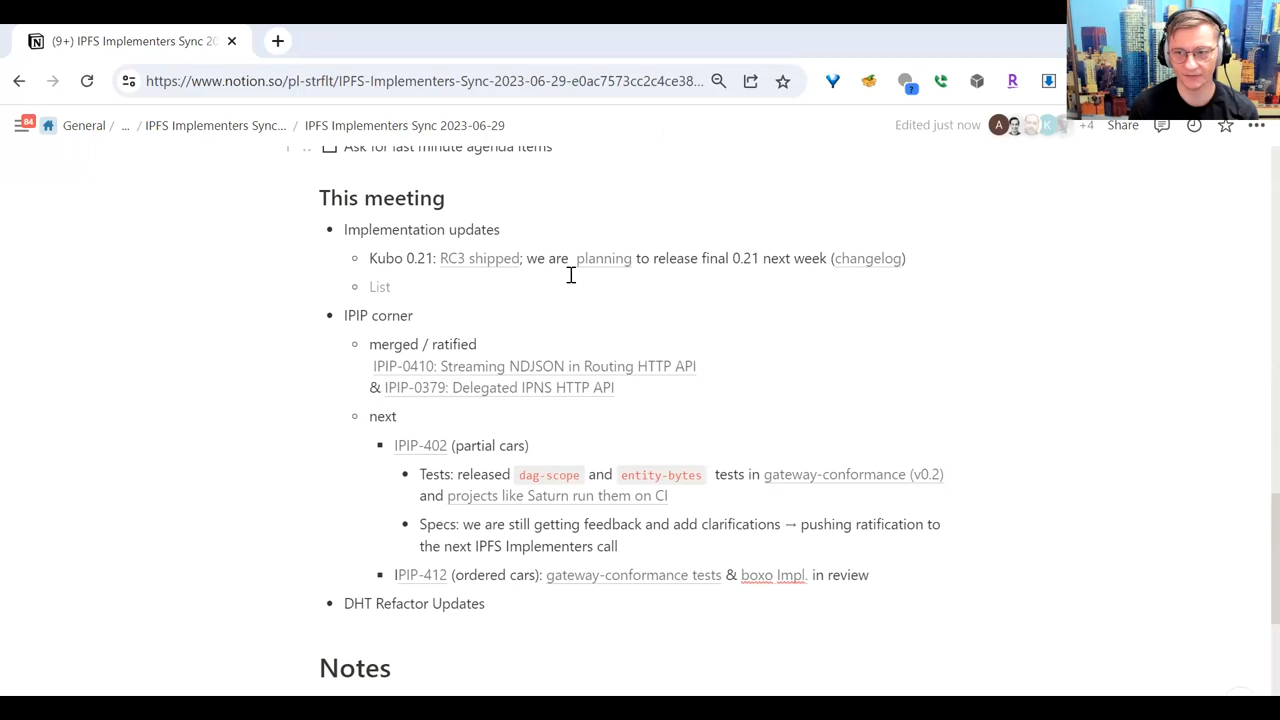 (9+) IPFS Implementers Sync 20
https://www.notion.so/pl-strflt/IPFS-Implementers-Sync-2023-06-29-e0ac7573cc2c4ce38...
?
R
84
General / ... / IPFS Implementers Sync... / IPFS Implementers Sync 2023-06-29
Edited just now
A
K
+4
Share
Ask for last minute agenda items
This meeting
• Implementation updates
◦ Kubo 0.21: RC3 shipped; we are planning to release final 0.21 next week (changelog)
◦ List
• IPIP corner
◦ merged / ratified
IPIP-0410: Streaming NDJSON in Routing HTTP API
& IPIP-0379: Delegated IPNS HTTP API
◦ next
▪ IPIP-402 (partial cars)
• Tests: released dag-scope and entity-bytes tests in gateway-conformance (v0.2)
and projects like Saturn run them on CI
• Specs: we are still getting feedback and add clarifications → pushing ratification to
the next IPFS Implementers call
▪ IPIP-412 (ordered cars): gateway-conformance tests & boxo Impl. in review
• DHT Refactor Updates
Notes